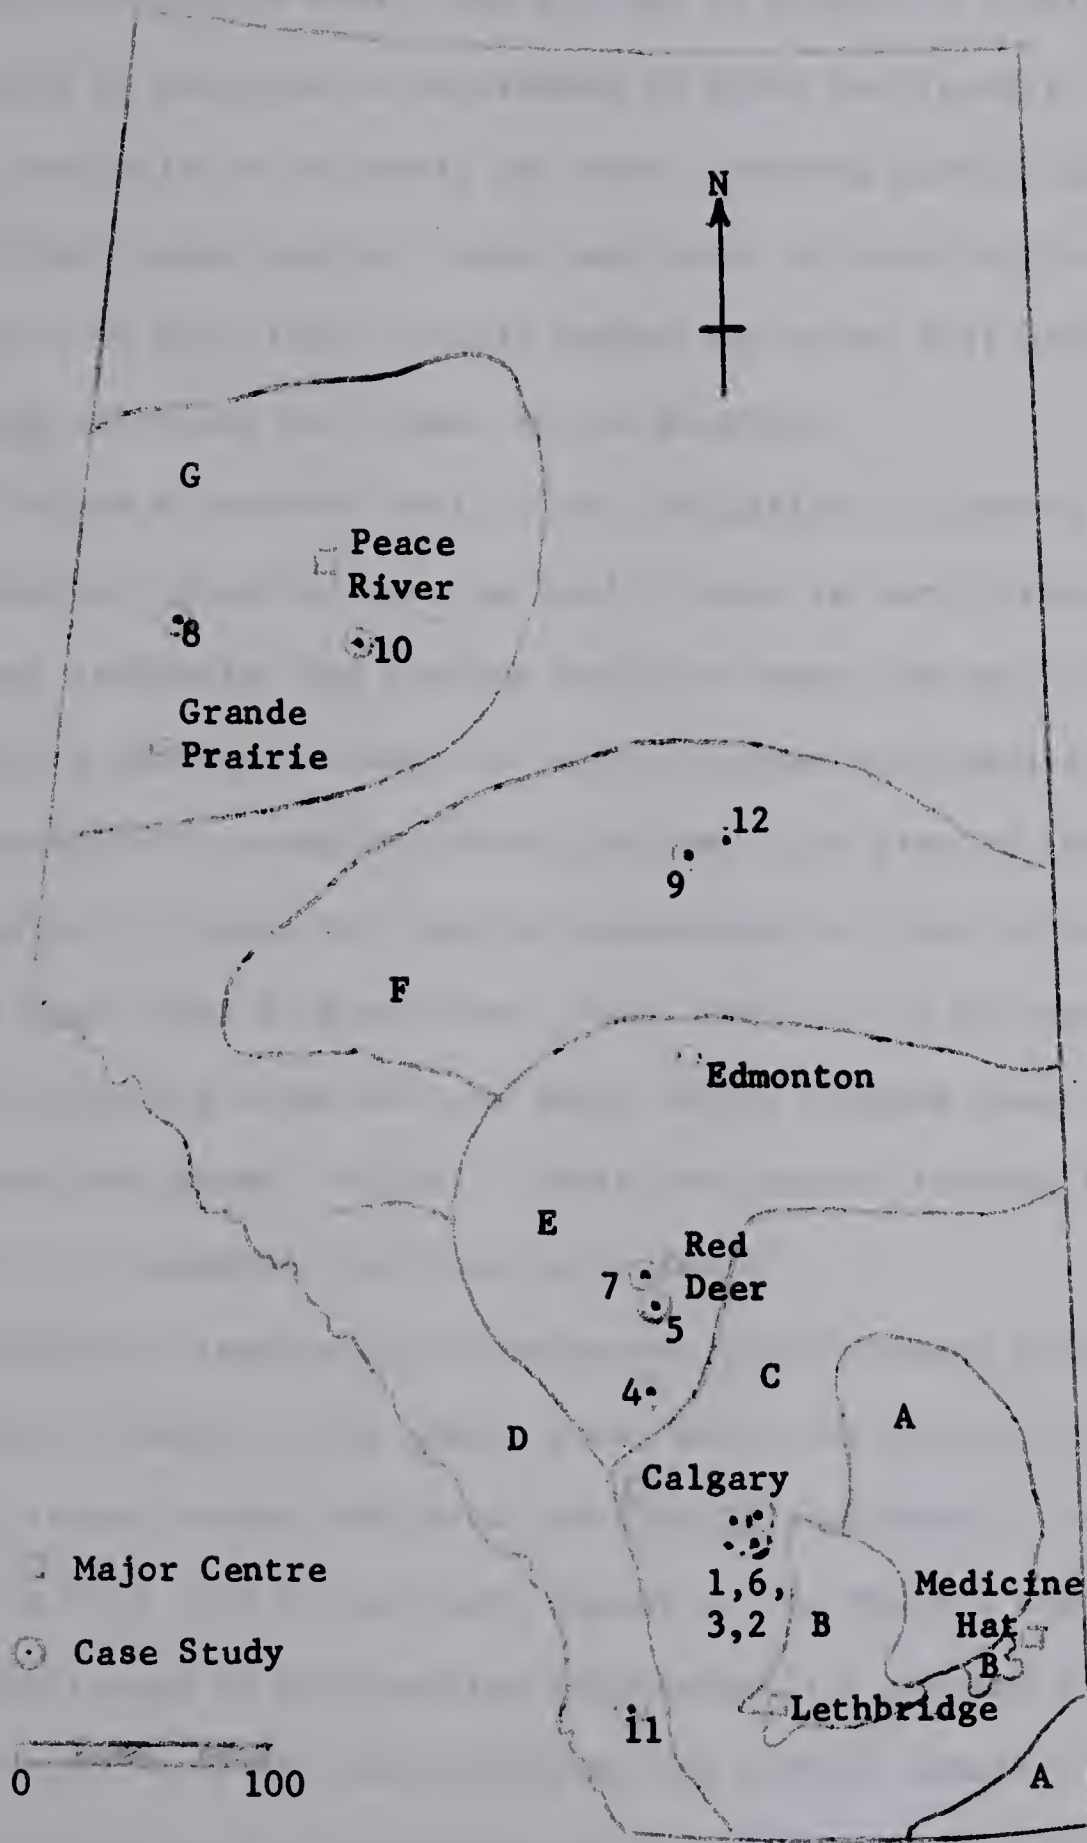 N
G
Peace
River
8
10
Grande
Prairie
12
9
F
Edmonton
E
Red
Deer
7
5
C
4
A
D
Calgary
1,6,
3,2
B
Medicine
Hat
B
Lethbridge
11
A
Major Centre
Case Study
0 100